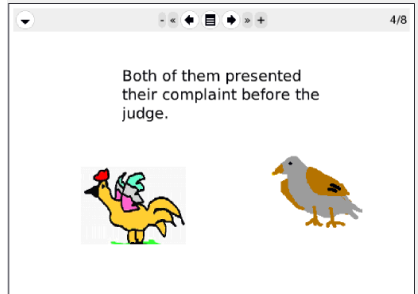 - « » + 4/8
Both of them presented
their complaint before the
judge.